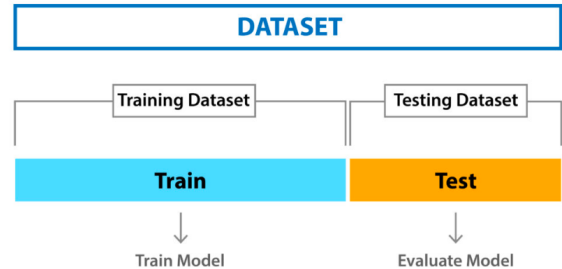 DATASET
Training Dataset
Testing Dataset
Train
Test
Train Model
Evaluate Model